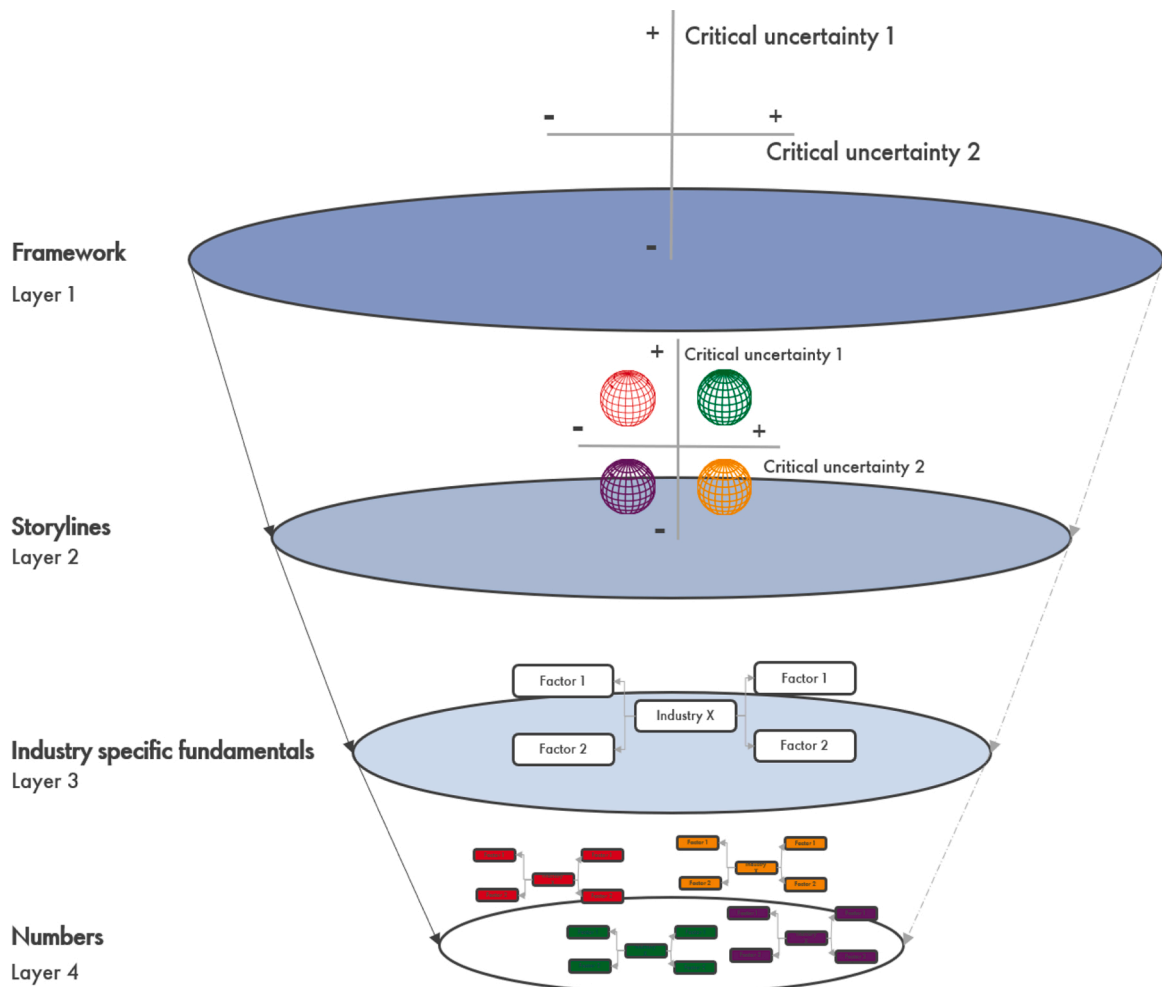 +
Critical uncertainty 1
-
+
Critical uncertainty 2
Framework
-
Layer 1
+
Critical uncertainty 1
-
+
Critical uncertainty 2
Storylines
-
Layer 2
Factor 1
Factor 1
Industry X
Factor 2
Factor 2
Industry specific fundamentals
Layer 3
Factor 1
Factor 1
Factor 2
Factor 2
Numbers
Layer 4